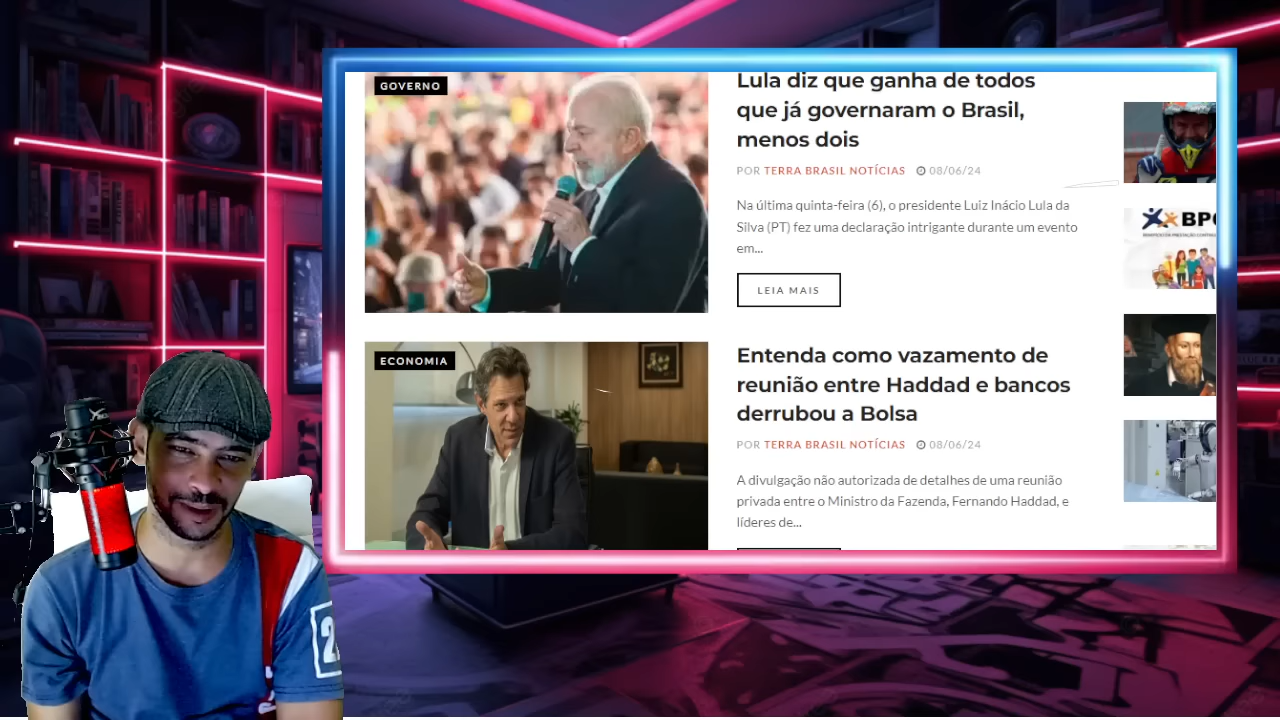 GOVERNO
Lula diz que ganha de todos
que já governaram o Brasil,
menos dois
POR TERRA BRASIL NOTÍCIAS 08/06/24
Na última quinta-feira (6), o presidente Luiz Inácio Lula da
Silva (PT) fez uma declaração intrigante durante um evento
em...
LEIA MAIS
ECONOMIA
Entenda como vazamento de
reunião entre Haddad e bancos
derrubou a Bolsa
POR TERRA BRASIL NOTÍCIAS 08/06/24
A divulgação não autorizada de detalhes de uma reunião
privada entre o Ministro da Fazenda, Fernando Haddad, e
líderes de...